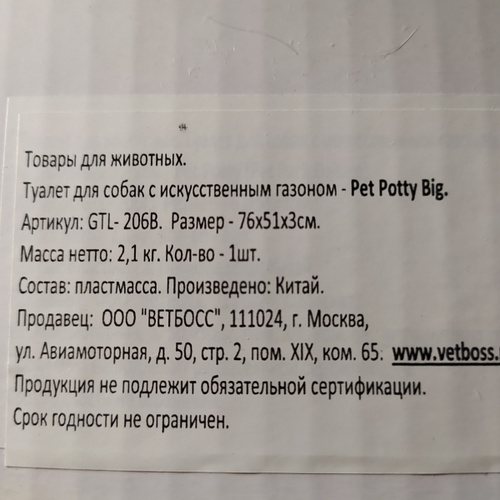 Товары для животных.
Туалет для собак с искусственным газоном - Pet Potty Big.
Артикул: GTL- 206B. Размер - 76х51х3см.
Масса нетто: 2,1 кг. Кол-во - 1шт.
Состав: пластмасса. Произведено: Китай.
Продавец: ООО "ВЕТБОСС", 111024, г. Москва,
ул. Авиамоторная, д. 50, стр. 2, пом. XIX, ком. 65. www.vetboss.
Продукция не подлежит обязательной сертификации.
Срок годности не ограничен.